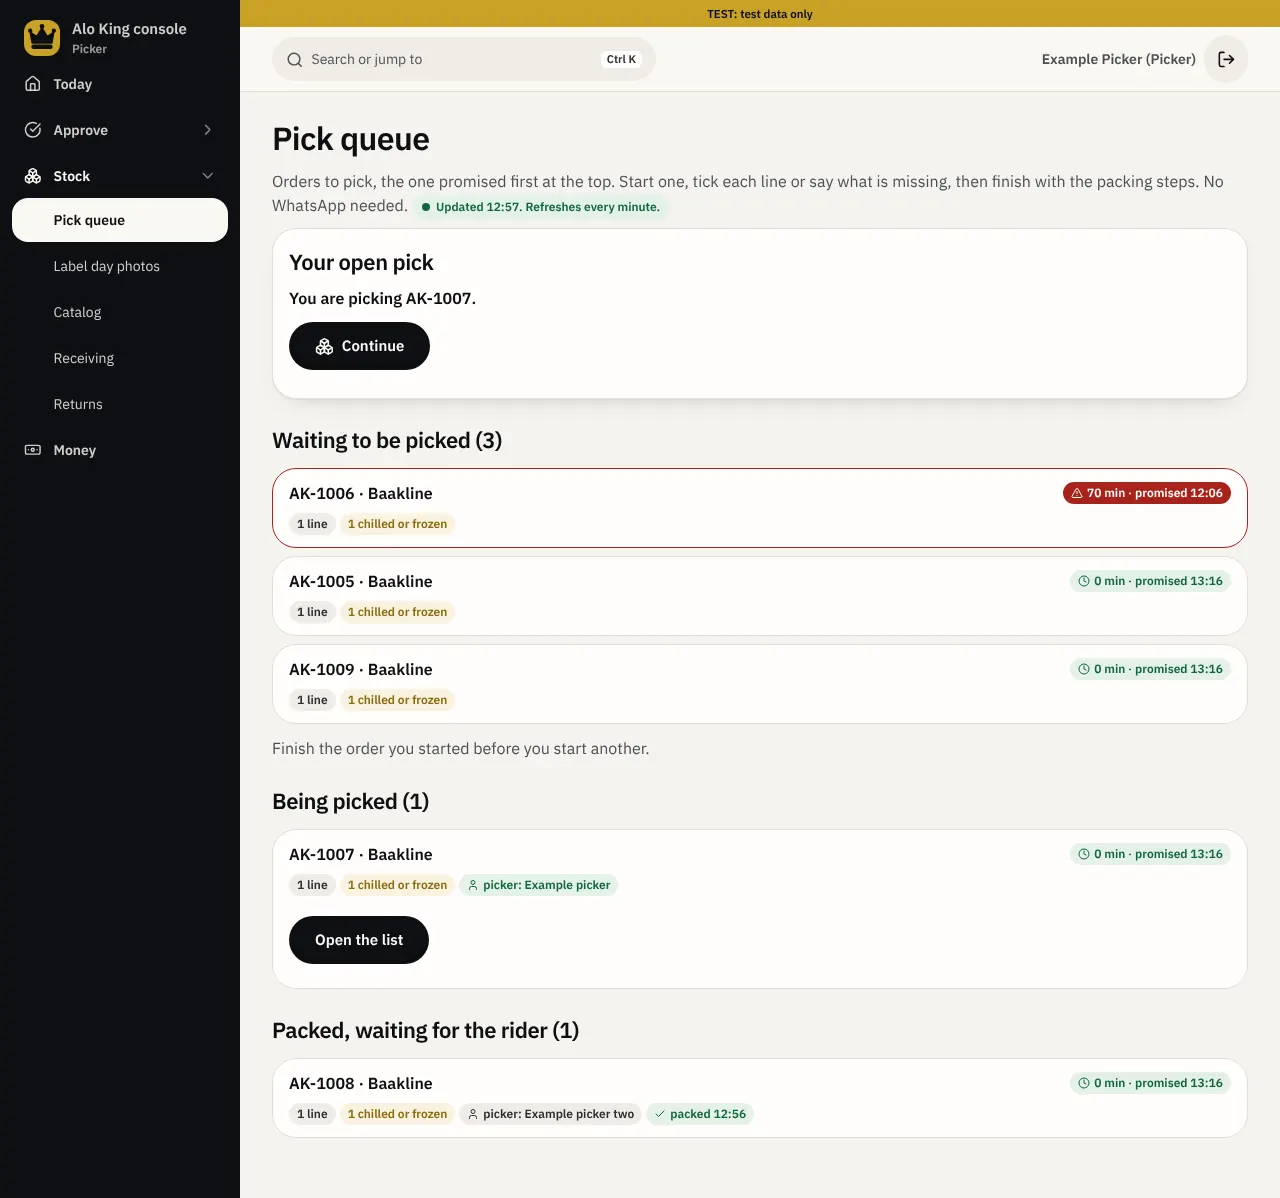 Alo King console
Picker
Today
Approve
Stock
Pick queue
Label day photos
Catalog
Receiving
Returns
Money
TEST: test data only
Search or jump to
Ctrl K
Example Picker (Picker)
Pick queue
Orders to pick, the one promised first at the top. Start one, tick each line or say what is missing, then finish with the packing steps. No
WhatsApp needed. Updated 12:57. Refreshes every minute.
Your open pick
You are picking AK-1007.
Continue
Waiting to be picked (3)
AK-1006 · Baakline
70 min · promised 12:06
1 line
1 chilled or frozen
AK-1005 · Baakline
0 min · promised 13:16
1 line
1 chilled or frozen
AK-1009 · Baakline
0 min · promised 13:16
1 line
1 chilled or frozen
Finish the order you started before you start another.
Being picked (1)
AK-1007 · Baakline
0 min · promised 13:16
1 line
1 chilled or frozen
picker: Example picker
Open the list
Packed, waiting for the rider (1)
AK-1008 · Baakline
0 min · promised 13:16
1 line
1 chilled or frozen
picker: Example picker two
packed 12:56